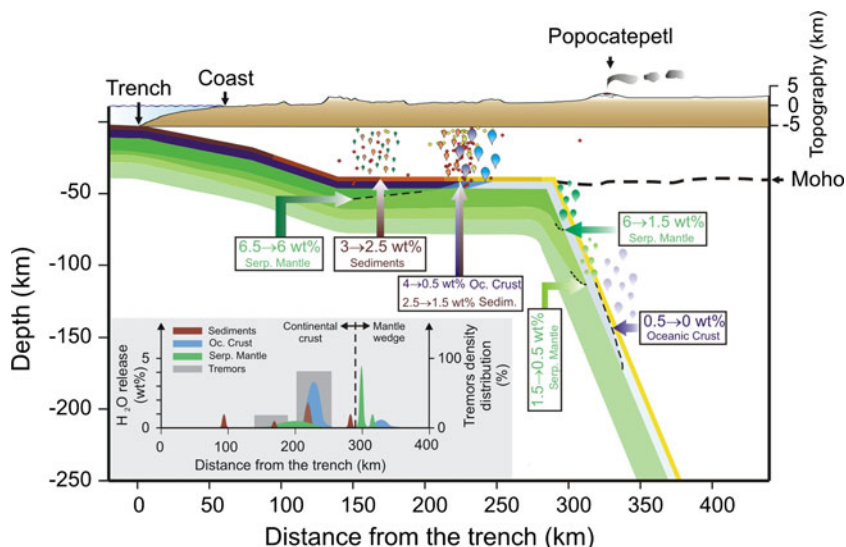 Popocatepetl
Trench
Coast
Topography (km)
5
0
-5
Moho
-50
-100
-150
-200
-250
Depth (km)
6.5→6 wt%
Serp. Mantle
3→2.5 wt%
Sediments
4→0.5 wt% Oc. Crust
2.5→1.5 wt% Sedim.
6→1.5 wt%
Serp. Mantle
1.5→0.5 wt%
Serp. Mantle
0.5→0 wt%
Oceanic Crust
Sediments
Oc. Crust
Serp. Mantle
Tremors
Continental
crust
Mantle
wedge
H2O release
(wt%)
5
0
100
0
Tremors density
distribution
(%)
0 100 200 300 400
Distance from the trench (km)
0 50 100 150 200 250 300 350 400
Distance from the trench (km)